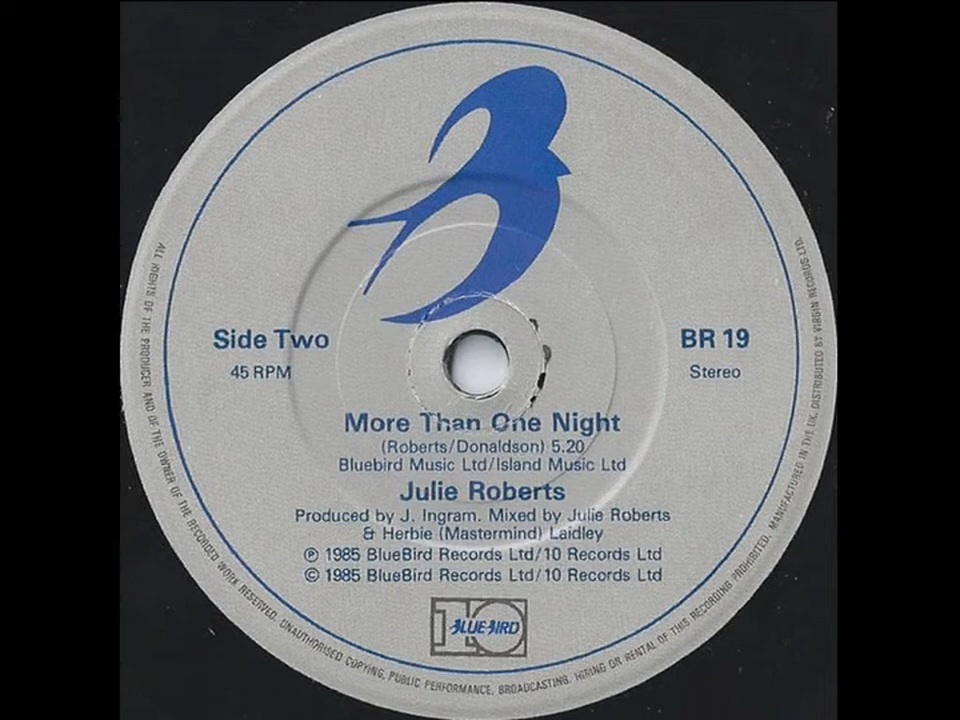 Side Two
BR 19
45 RPM
Stereo
More Than One Night
(Roberts/Donaldson) 5.20
Bluebird Music Ltd/Island Music Ltd
Julie Roberts
Produced by J. Ingram. Mixed by Julie Roberts
& Herbie (Mastermind) Laidley
℗ 1985 BlueBird Records Ltd/10 Records Ltd
© 1985 BlueBird Records Ltd/10 Records Ltd
10
BLUEBIRD
ALL RIGHTS OF THE PRODUCER AND OF THE OWNER OF THE RECORDED WORK RESERVED. UNAUTHORISED COPYING, PUBLIC PERFORMANCE, BROADCASTING, HIRING OR RENTAL OF THIS RECORDING PROHIBITED. MANUFACTURED IN THE UK. DISTRIBUTED BY VIRGIN RECORDS LTD.